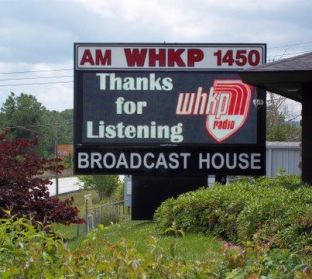 AM WHKP 1450
Thanks
for
Listening
whkp
radio
BROADCAST HOUSE